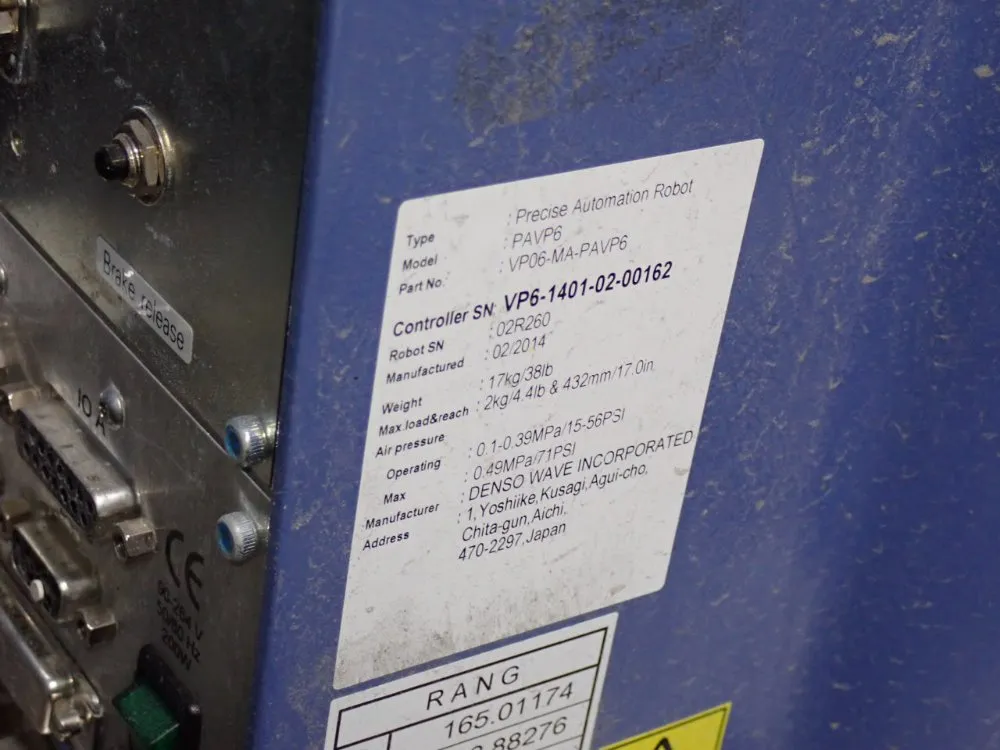 Type : Precise Automation Robot
Model : PAVP6
Part No. : VP06-MA-PAVP6
Controller SN: VP6-1401-02-00162
Robot SN : 02R260
Manufactured : 02/2014
Weight : 17kg/38lb
Max.load&reach : 2kg/4.4lb & 432mm/17.0in
Air pressure
Operating : 0.1-0.39MPa/15-56PSI
Max : 0.49MPa/71PSI
Manufacturer : DENSO WAVE INCORPORATED
Address : 1,Yoshiike,Kusagi,Agui-cho,
Chita-gun,Aichi,
470-2297,Japan
Brake release
IO A
CE
90-264 V
50/60 Hz
200W
RANG
165.01174
.88276